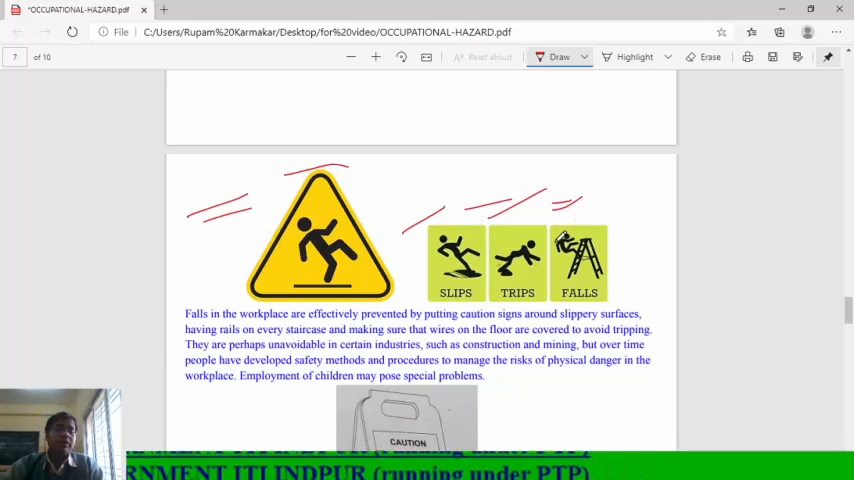 *OCCUPATIONAL-HAZARD.pdf
File
C:/Users/Rupam%20Karmakar/Desktop/for%20video/OCCUPATIONAL-HAZARD.pdf
7 of 10
Read aloud
Draw
Highlight
Erase
SLIPS
TRIPS
FALLS
Falls in the workplace are effectively prevented by putting caution signs around slippery surfaces,
having rails on every staircase and making sure that wires on the floor are covered to avoid tripping.
They are perhaps unavoidable in certain industries, such as construction and mining, but over time
people have developed safety methods and procedures to manage the risks of physical danger in the
workplace. Employment of children may pose special problems.
CAUTION
RNMENT ITI INDPUR (running under PTP)